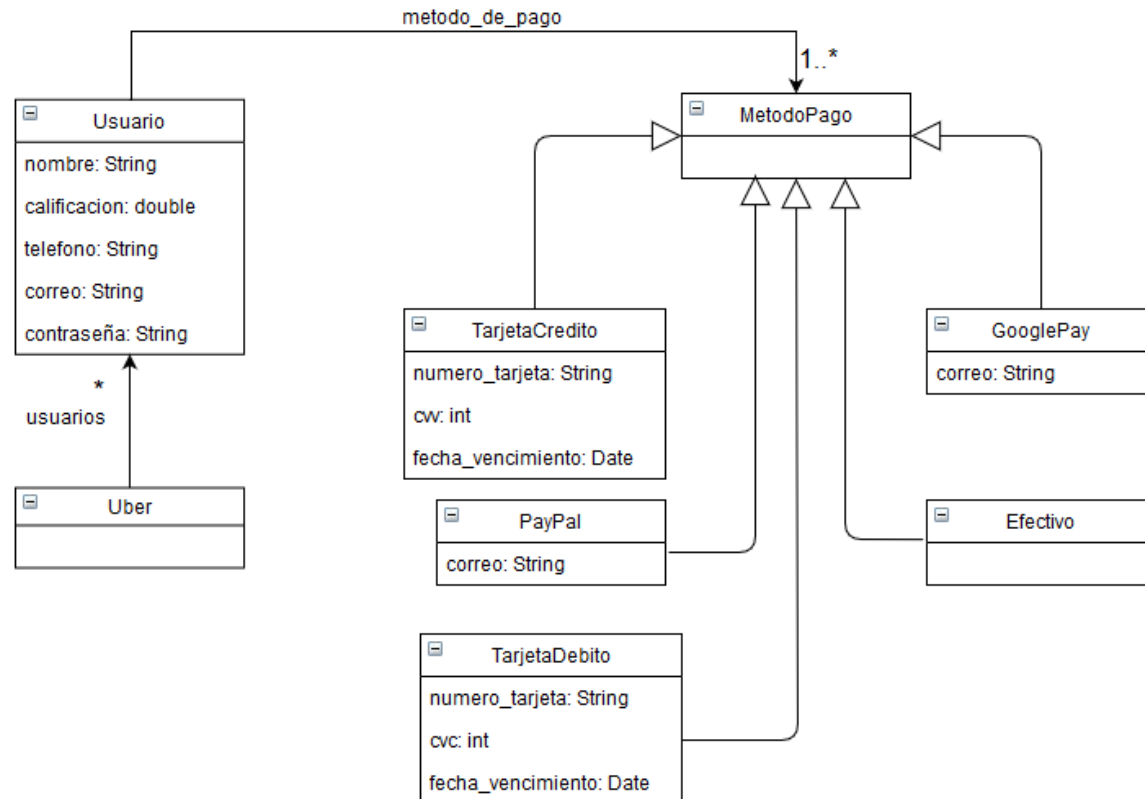 metodo_de_pago
1..*
Usuario
nombre: String
calificacion: double
telefono: String
correo: String
contraseña: String
*
usuarios
Uber
MetodoPago
TarjetaCredito
numero_tarjeta: String
cvv: int
fecha_vencimiento: Date
GooglePay
correo: String
PayPal
correo: String
Efectivo
TarjetaDebito
numero_tarjeta: String
cvc: int
fecha_vencimiento: Date